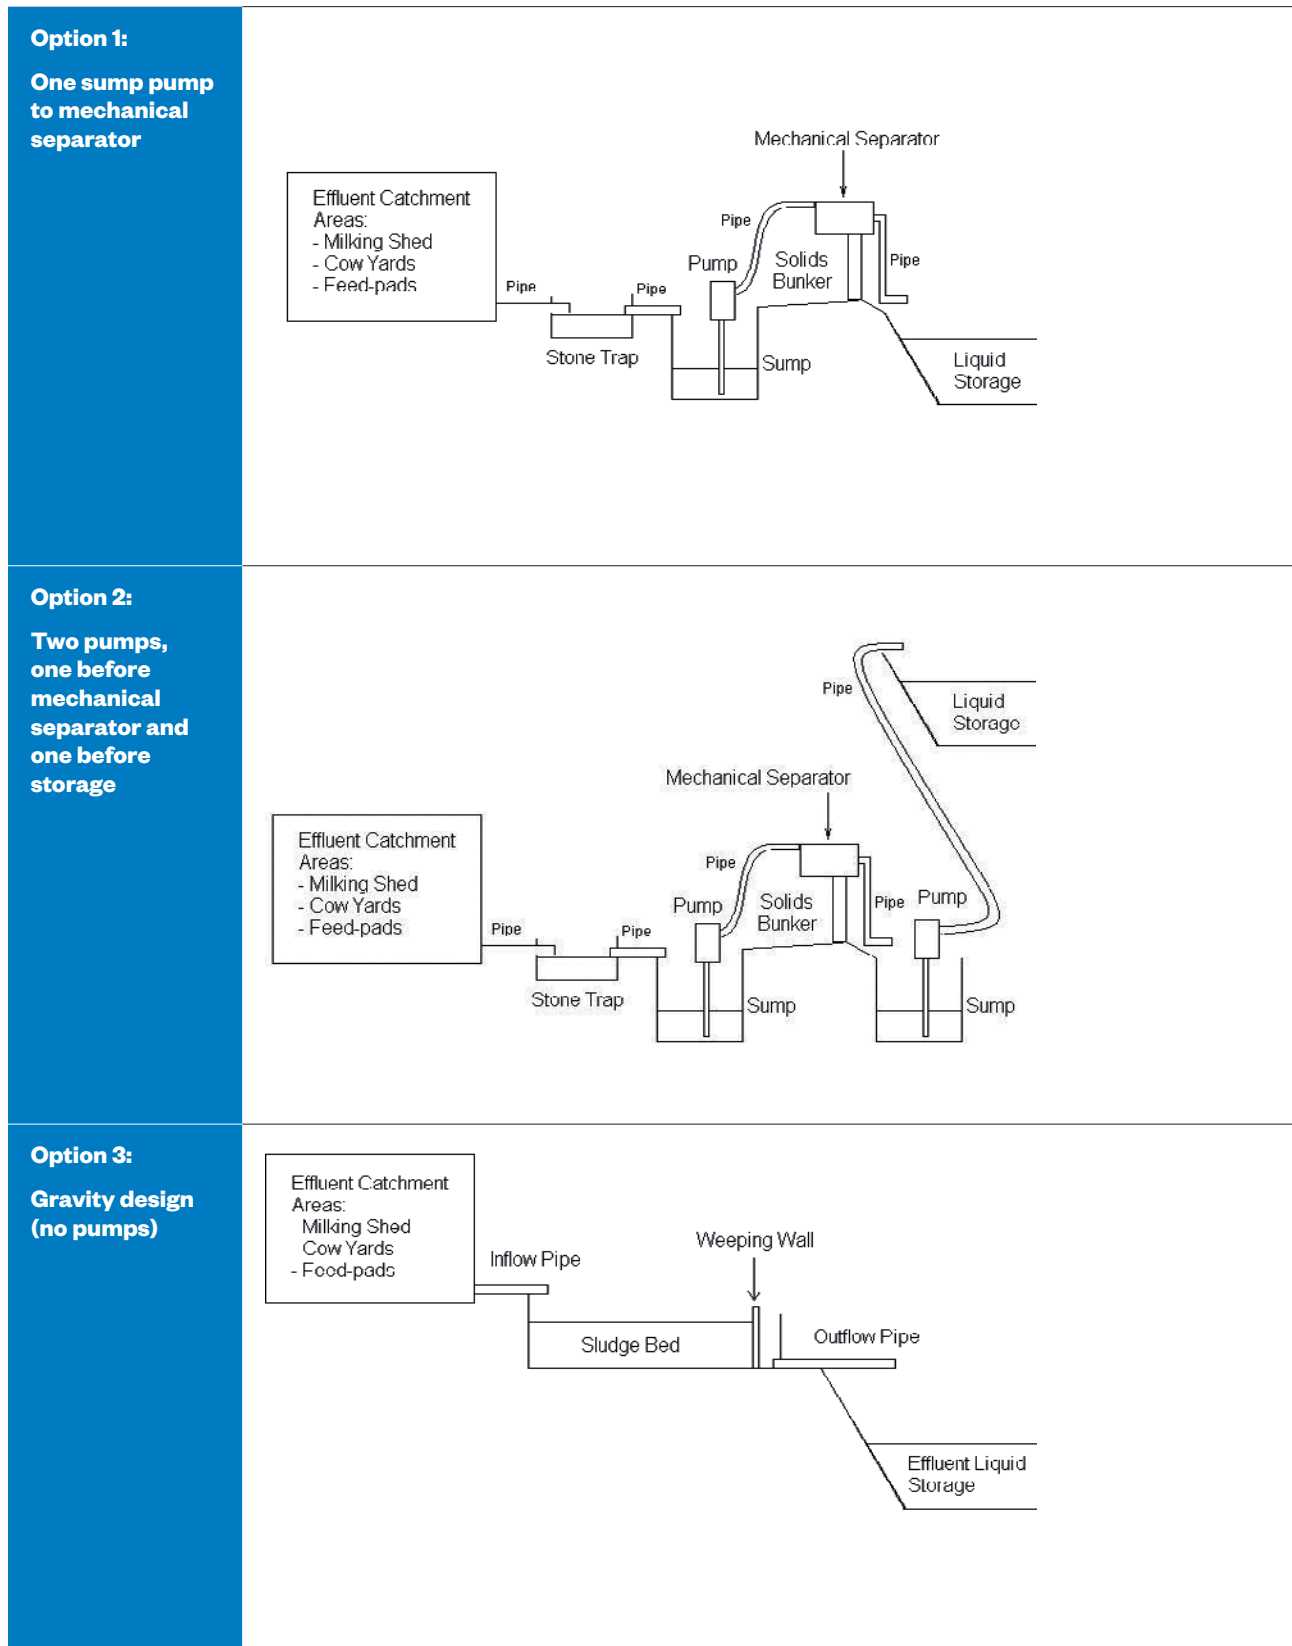 Option 1:
One sump pump
to mechanical
separator
Mechanical Separator
Effluent Catchment
Areas:
- Milking Shed
- Cow Yards
- Feed-pads
Pipe
Pipe
Stone Trap
Pump
Pipe
Solids
Bunker
Pipe
Sump
Liquid
Storage
Option 2:
Two pumps,
one before
mechanical
separator and
one before
storage
Pipe
Liquid
Storage
Mechanical Separator
Effluent Catchment
Areas:
- Milking Shed
- Cow Yards
- Feed-pads
Pipe
Pipe
Stone Trap
Pump
Pipe
Solids
Bunker
Pipe
Pump
Sump
Sump
Option 3:
Gravity design
(no pumps)
Effluent Catchment
Areas:
Milking Shed
Cow Yards
- Feed-pads
Inflow Pipe
Weeping Wall
Sludge Bed
Outflow Pipe
Effluent Liquid
Storage